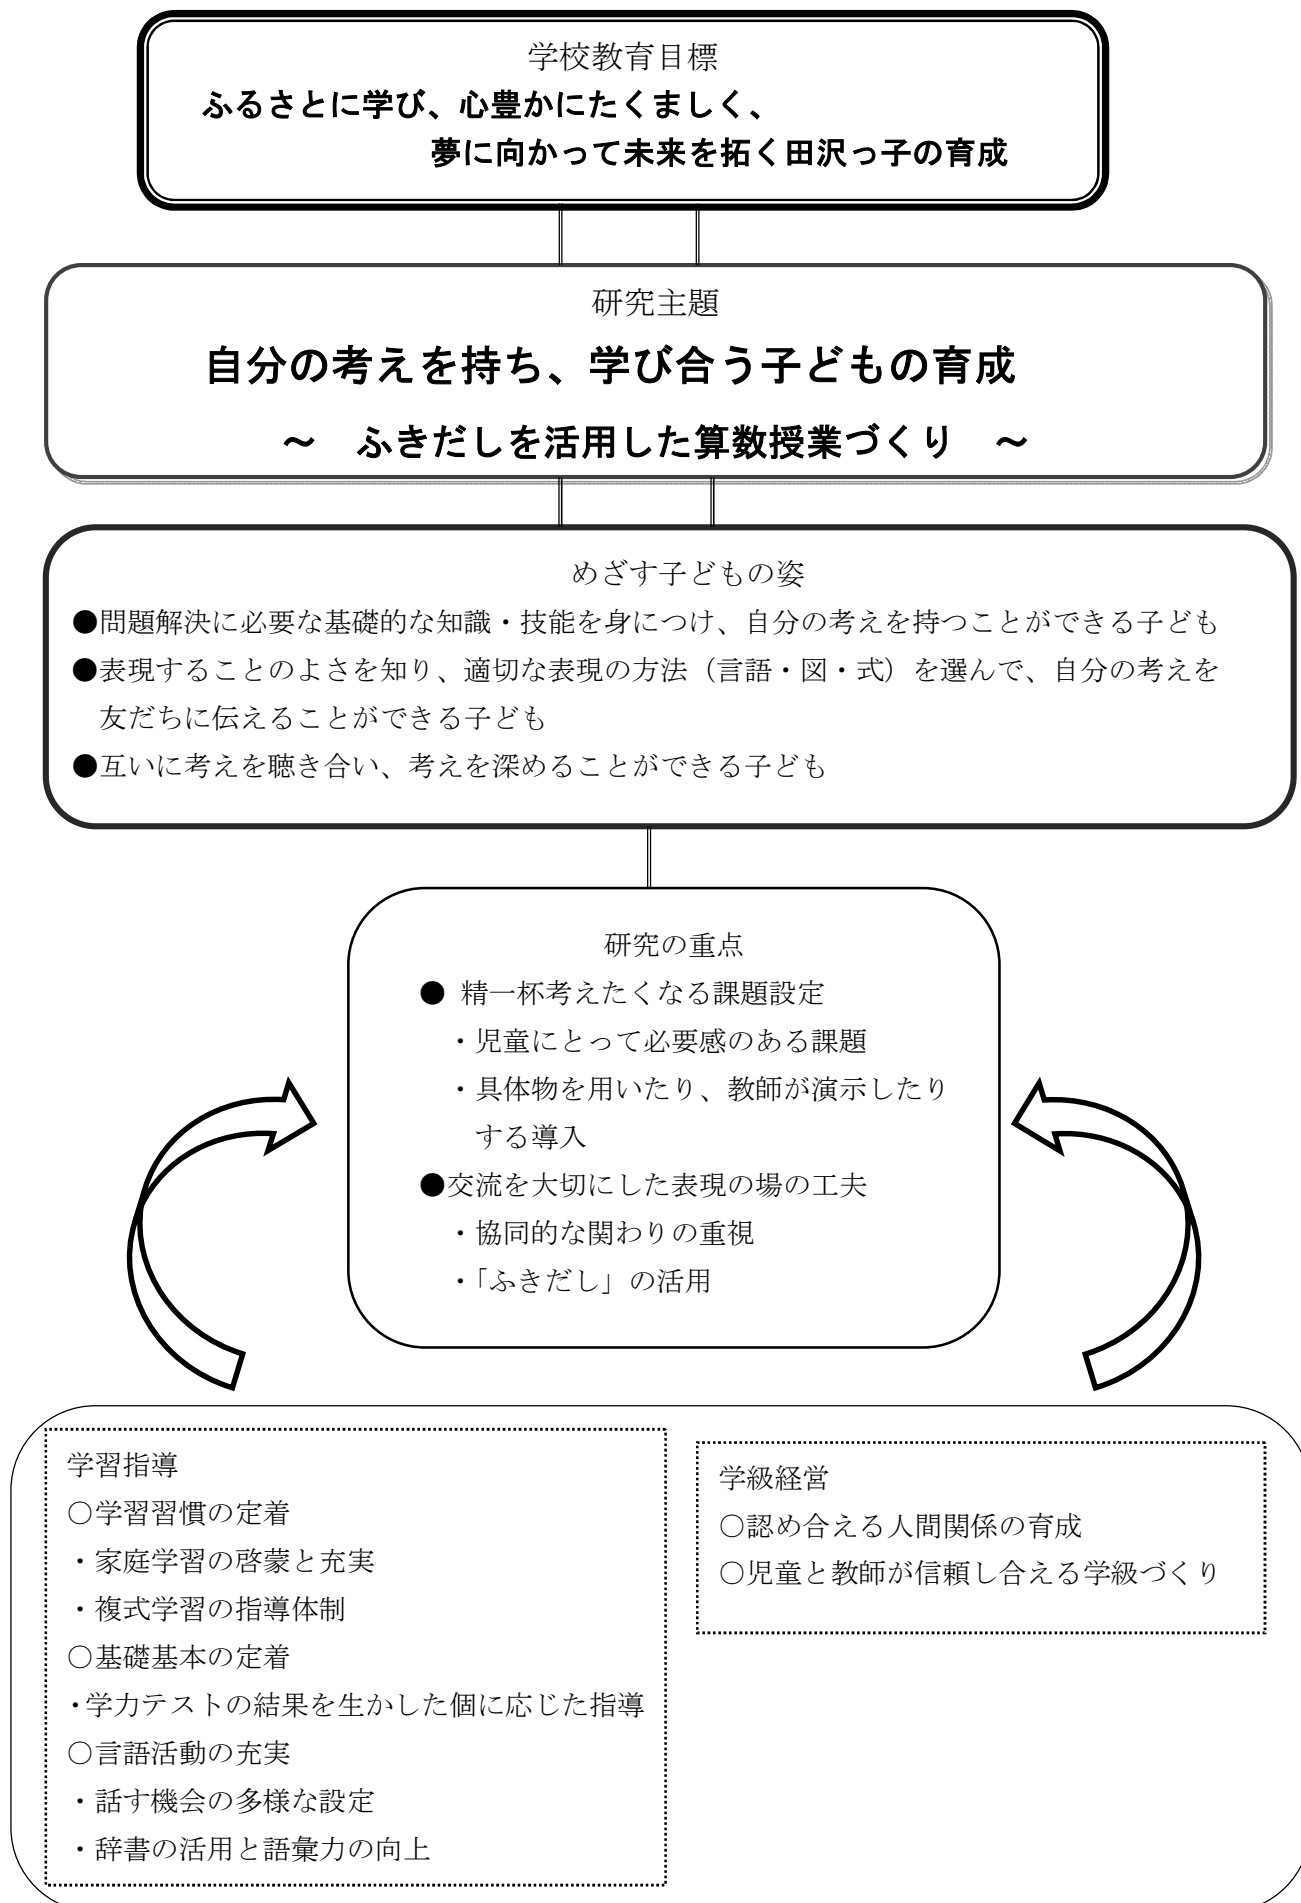 学校教育目標
ふるさとに学び、心豊かにたくましく、
夢に向かって未来を拓く田沢っ子の育成
研究主題
自分の考えを持ち、学び合う子どもの育成
～　ふきだしを活用した算数授業づくり　～
めざす子どもの姿
●問題解決に必要な基礎的な知識・技能を身につけ、自分の考えを持つことができる子ども
●表現することのよさを知り、適切な表現の方法（言語・図・式）を選んで、自分の考えを
友だちに伝えることができる子ども
●互いに考えを聴き合い、考えを深めることができる子ども
研究の重点
● 精一杯考えたくなる課題設定
・児童にとって必要感のある課題
・具体物を用いたり、教師が演示したり
する導入
●交流を大切にした表現の場の工夫
・協同的な関わりの重視
・「ふきだし」の活用
学習指導
○学習習慣の定着
・家庭学習の啓蒙と充実
・複式学習の指導体制
○基礎基本の定着
・学力テストの結果を生かした個に応じた指導
○言語活動の充実
・話す機会の多様な設定
・辞書の活用と語彙力の向上
学級経営
○認め合える人間関係の育成
○児童と教師が信頼し合える学級づくり